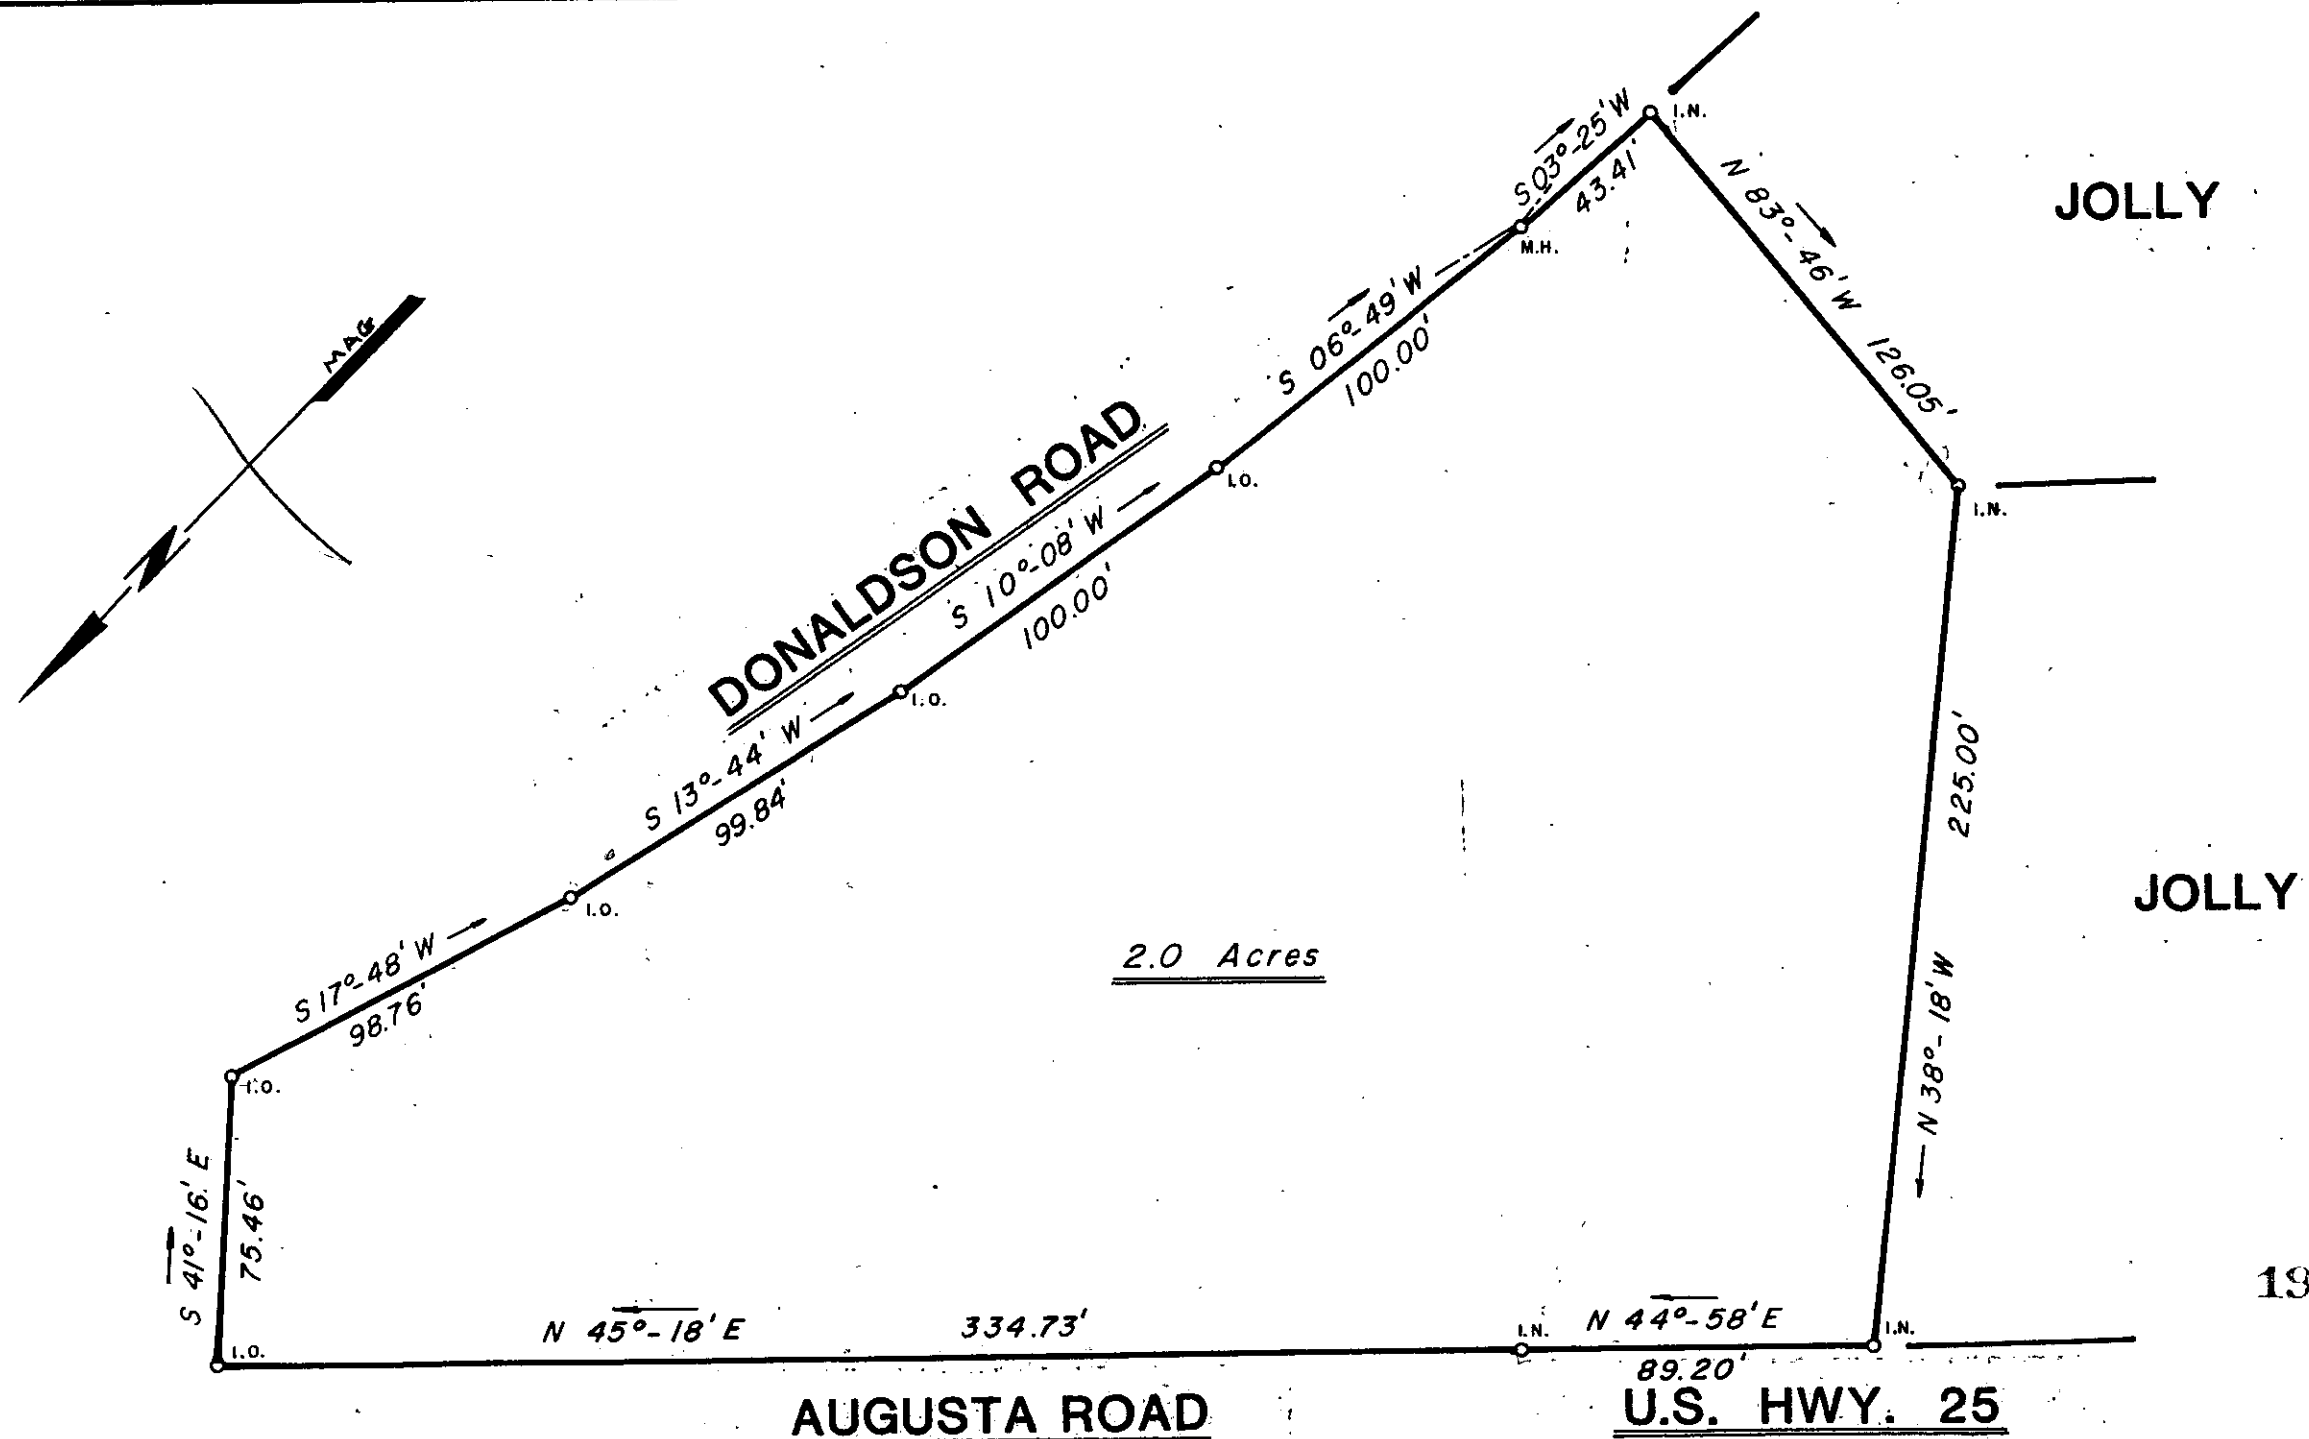 I.N.
S 03°-25' W
43.41'
JOLLY
N 83°-46' W 126.05'
M.H.
S 06°-49' W
100.00'
MAG
N
I.O.
I.N.
DONALDSON ROAD
S 10°-08' W
100.00'
I.O.
S 13°-44' W
99.84'
225.00'
JOLLY
I.O.
S 17°-48' W
98.76'
2.0 Acres
N 38°-18' W
I.O.
S 41°-16' E
75.46'
19
N 45°-18' E 334.73'
I.N.
N 44°-58' E
I.N.
I.O.
89.20'
AUGUSTA ROAD
U.S. HWY. 25